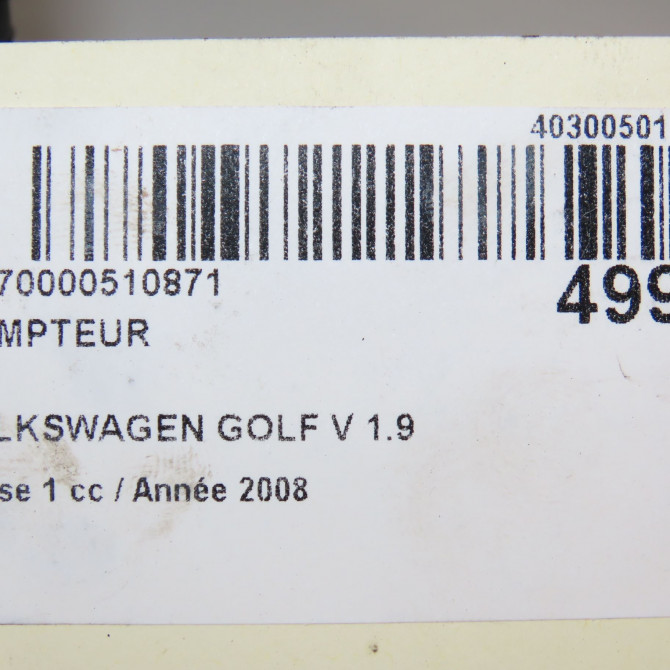 40300501
70000510871
499
MPTEUR
LKSWAGEN GOLF V 1.9
se 1 cc / Année 2008